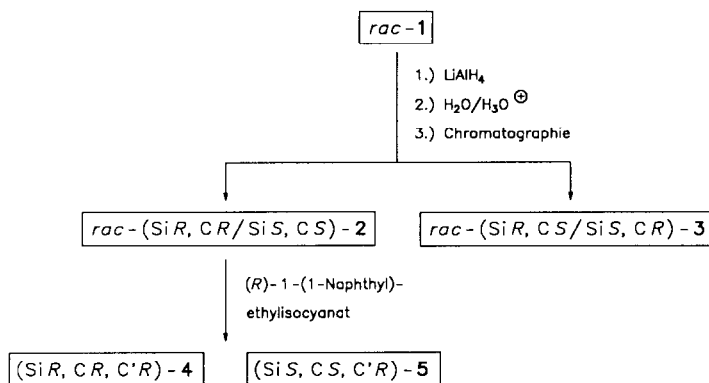 rac-1
1.) LiAlH₄
2.) H₂O/H₃O⊕
3.) Chromatographie
rac-(SiR, CR/SiS, CS)-2
rac-(SiR, CS/SiS, CR)-3
(R)-1-(1-Naphthyl)-
ethylisocyanat
(SiR, CR, C'R)-4
(SiS, CS, C'R)-5